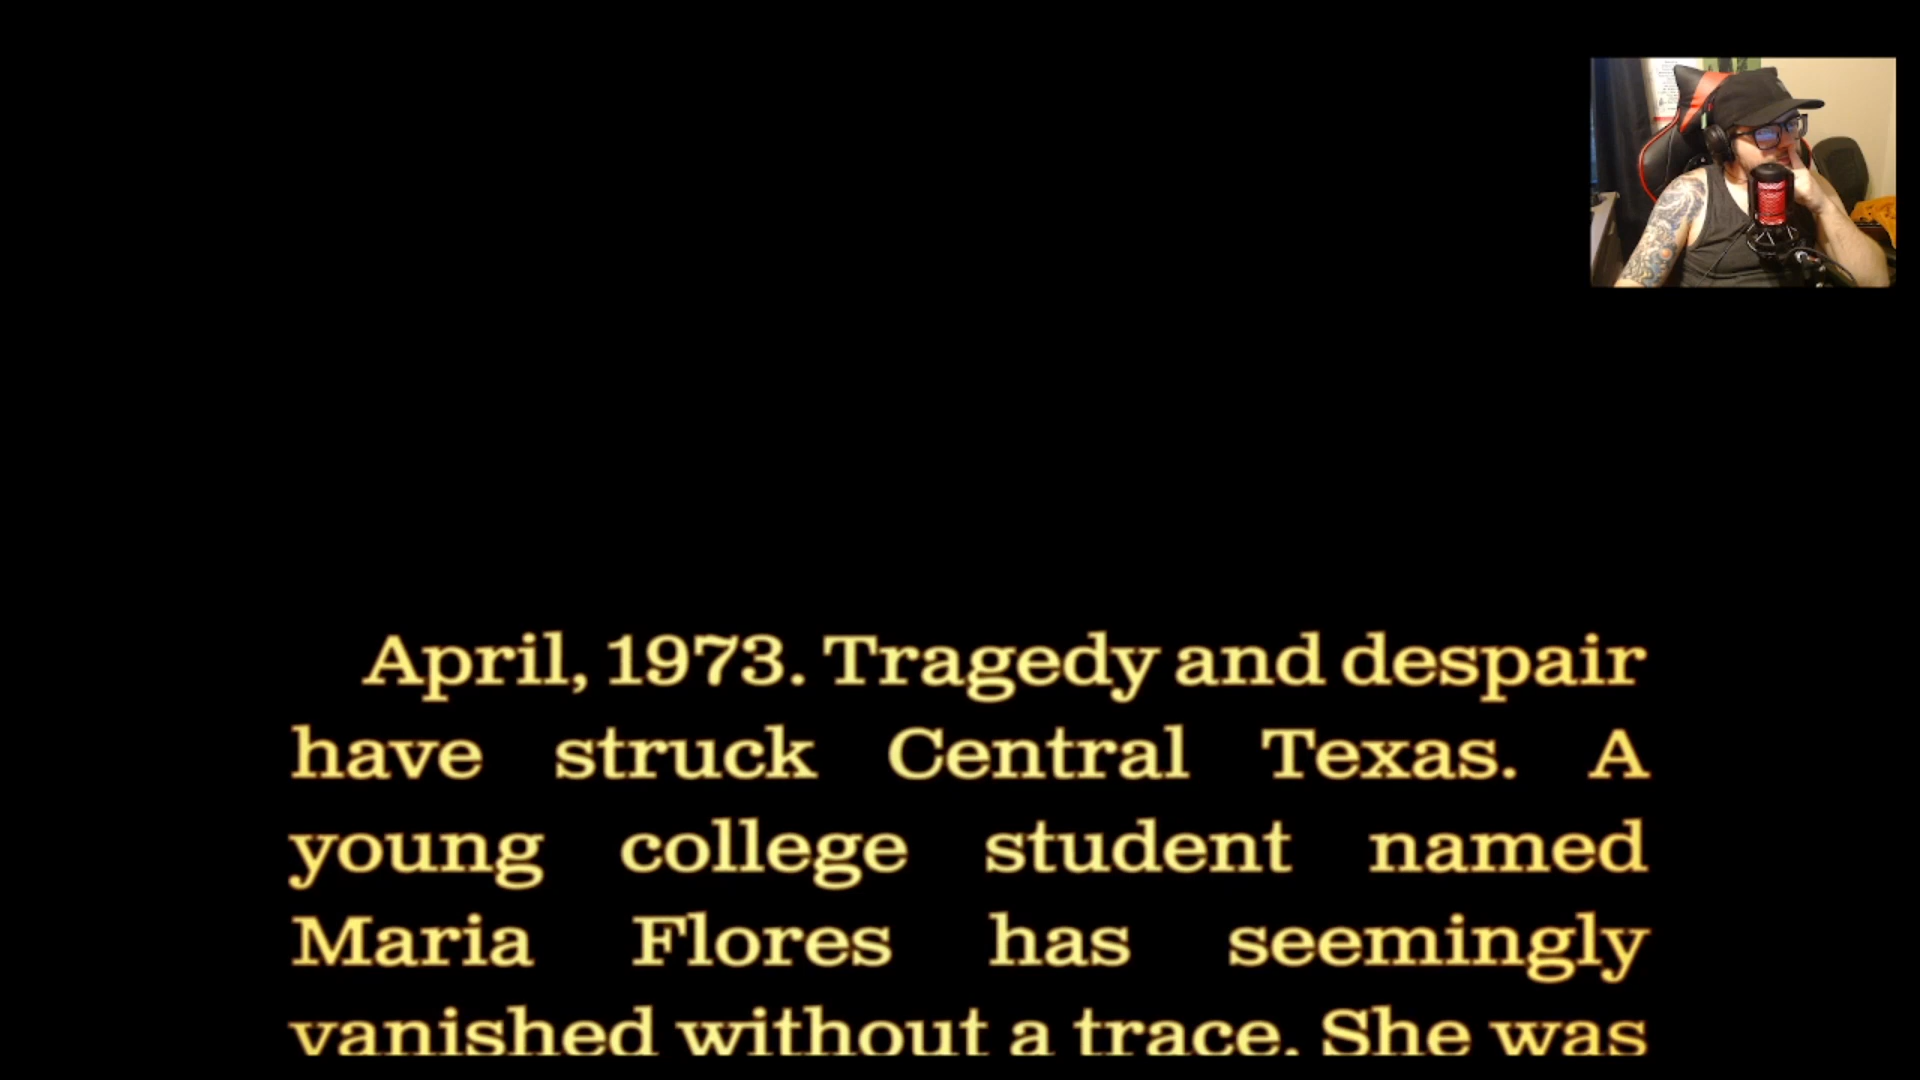 April, 1973. Tragedy and despair
have struck Central Texas. A
young college student named
Maria Flores has seemingly
vanished without a trace. She was